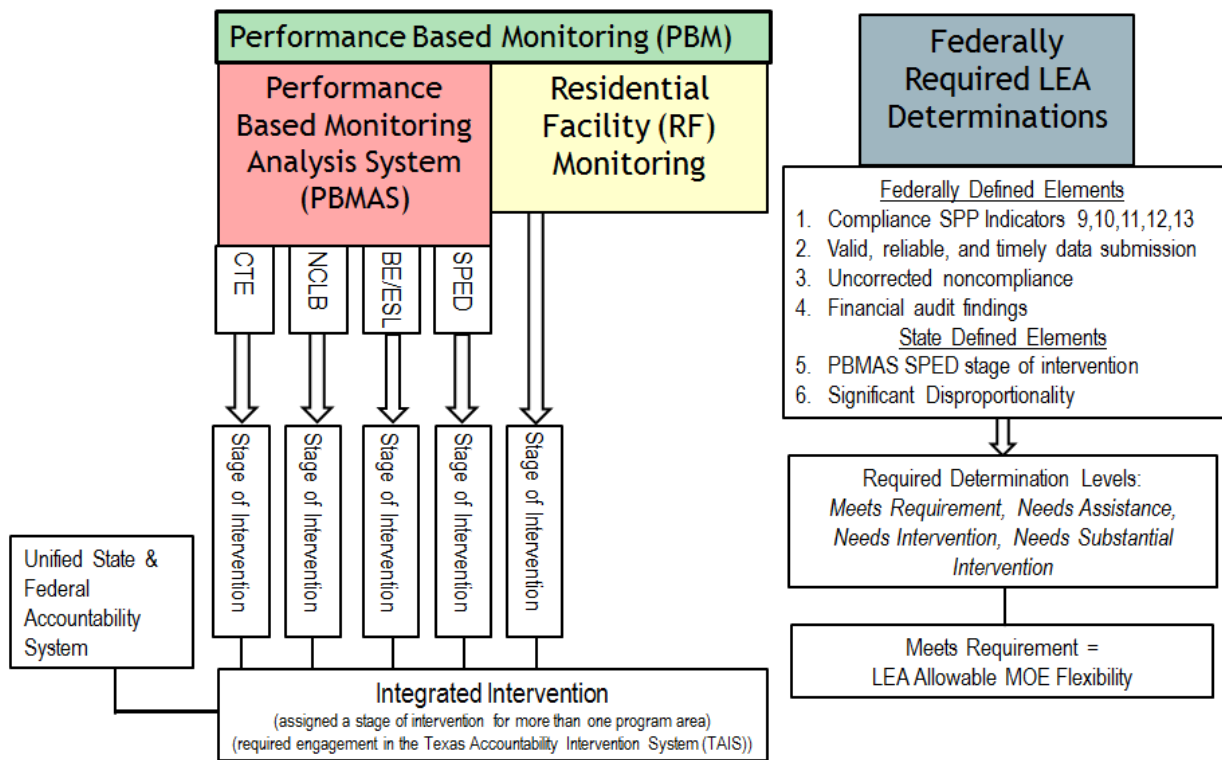 Performance Based Monitoring (PBM)
Performance
Based Monitoring
Analysis System
(PBMAS)
Residential
Facility (RF)
Monitoring
CTE
NCLB
BE/ESL
SPED
Stage of Intervention
Stage of Intervention
Stage of Intervention
Stage of Intervention
Stage of Intervention
Unified State &
Federal
Accountability
System
Integrated Intervention
(assigned a stage of intervention for more than one program area)
(required engagement in the Texas Accountability Intervention System (TAIS))
Federally
Required LEA
Determinations
Federally Defined Elements
1. Compliance SPP Indicators 9,10,11,12,13
2. Valid, reliable, and timely data submission
3. Uncorrected noncompliance
4. Financial audit findings
State Defined Elements
5. PBMAS SPED stage of intervention
6. Significant Disproportionality
Required Determination Levels:
Meets Requirement, Needs Assistance,
Needs Intervention, Needs Substantial
Intervention
Meets Requirement =
LEA Allowable MOE Flexibility